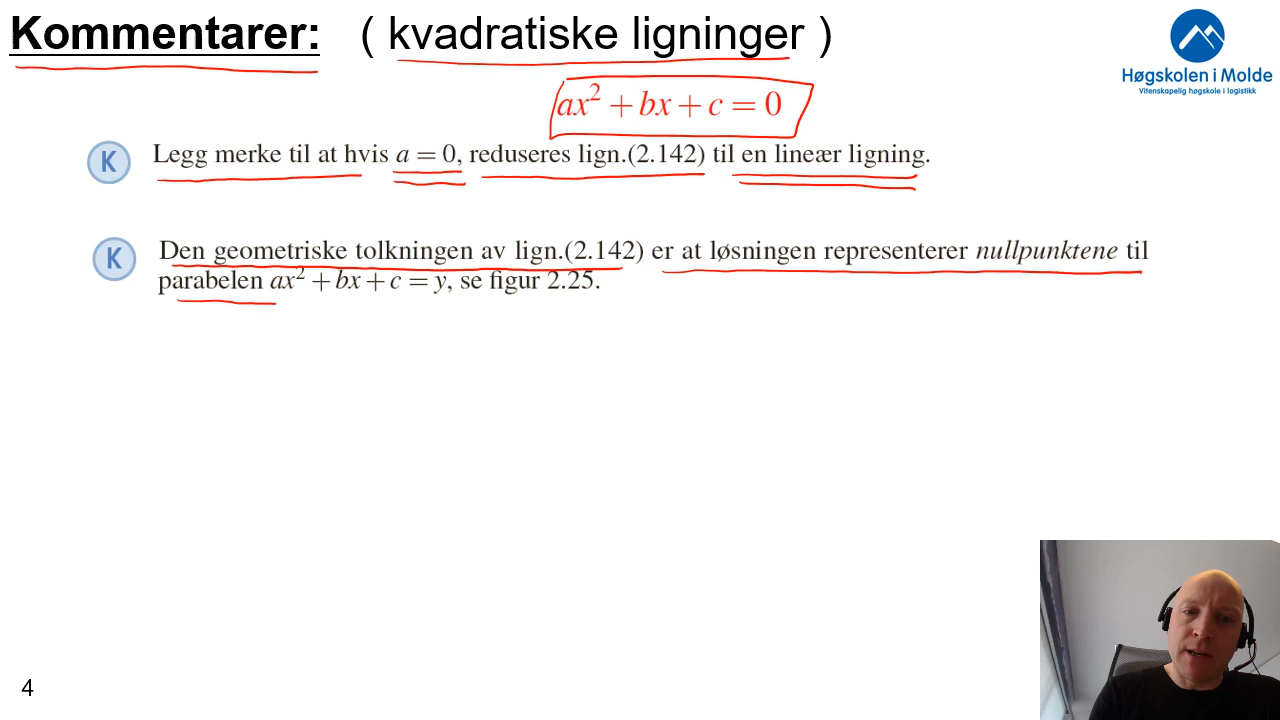 Kommentarer: ( kvadratiske ligninger )
Høgskolen i Molde
Vitenskapelig høgskole i logistikk
ax² + bx + c = 0
K Legg merke til at hvis a = 0, reduseres lign.(2.142) til en lineær ligning.
K Den geometriske tolkningen av lign.(2.142) er at løsningen representerer nullpunktene til
parabelen ax² + bx + c = y, se figur 2.25.
4